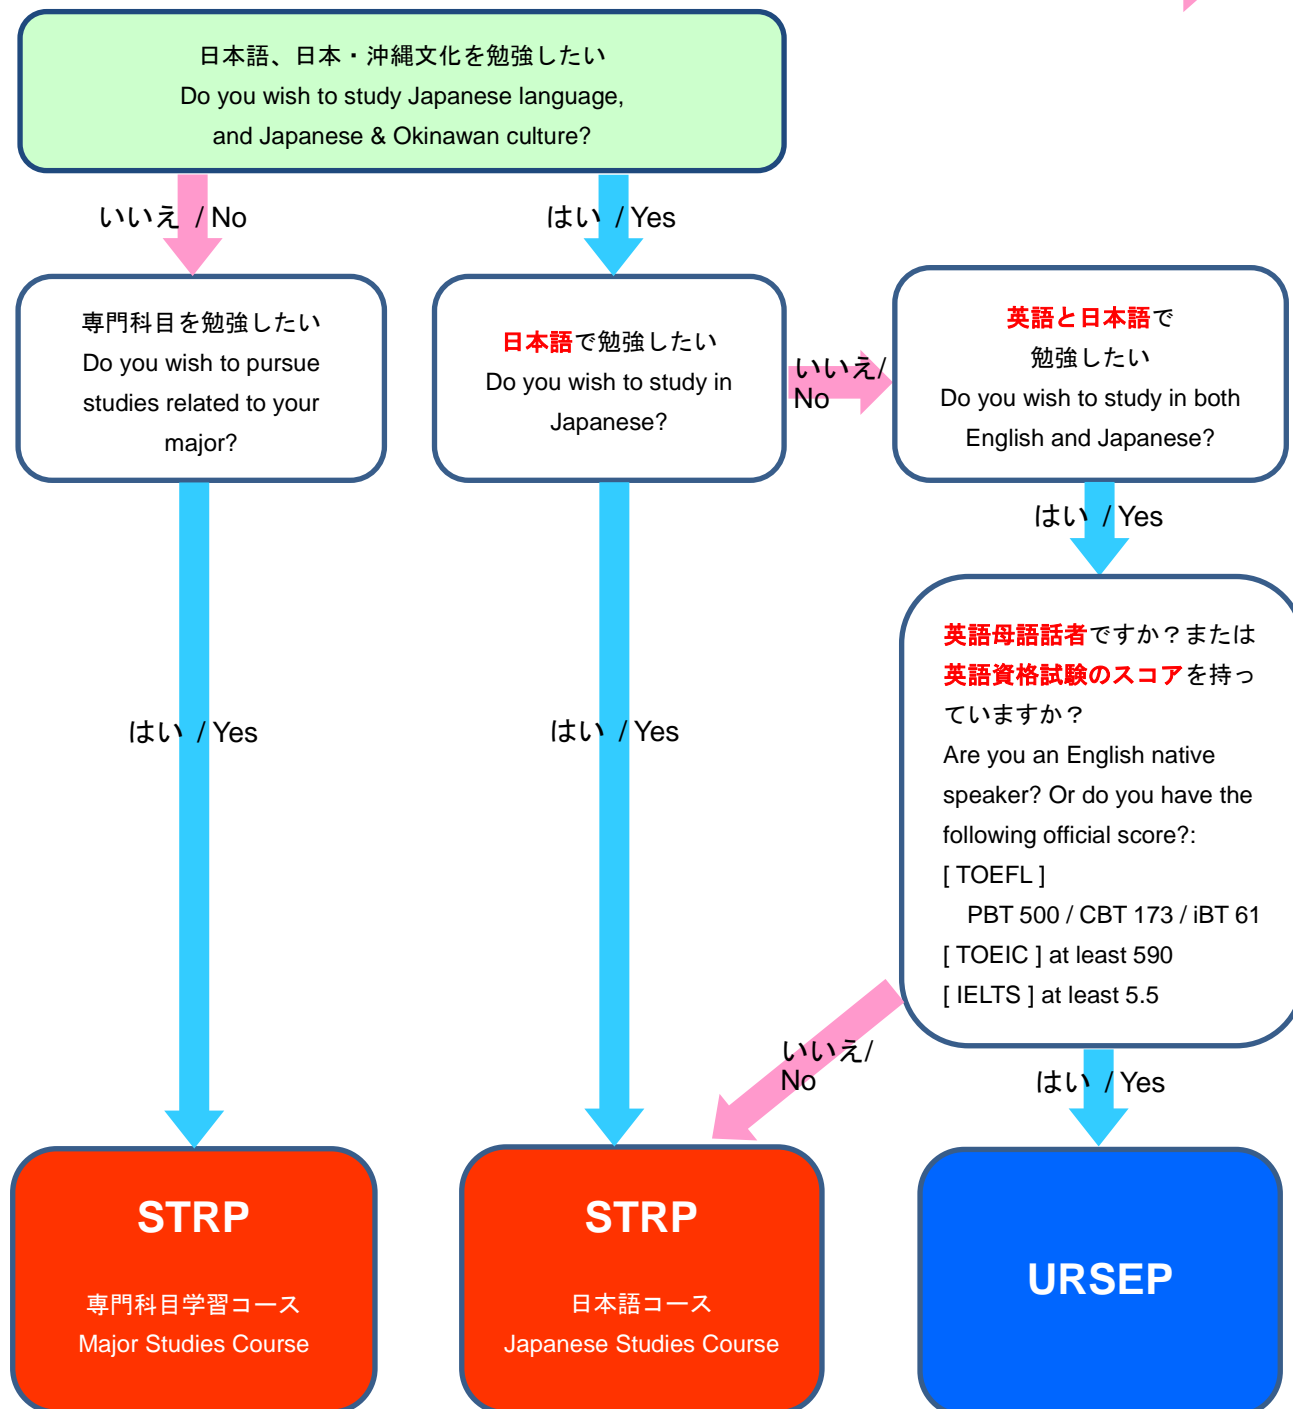 日本語、日本・沖縄文化を勉強したい
Do you wish to study Japanese language,
and Japanese & Okinawan culture?
いいえ / No
はい / Yes
専門科目を勉強したい
Do you wish to pursue
studies related to your
major?
日本語で勉強したい
Do you wish to study in
Japanese?
いいえ/
No
英語と日本語で
勉強したい
Do you wish to study in both
English and Japanese?
はい / Yes
英語母語話者ですか？または
英語資格試験のスコアを持っ
ていますか？
Are you an English native
speaker? Or do you have the
following official score?:
[ TOEFL ]
PBT 500 / CBT 173 / iBT 61
[ TOEIC ] at least 590
[ IELTS ] at least 5.5
はい / Yes
はい / Yes
いいえ/
No
はい / Yes
STRP
専門科目学習コース
Major Studies Course
STRP
日本語コース
Japanese Studies Course
URSEP